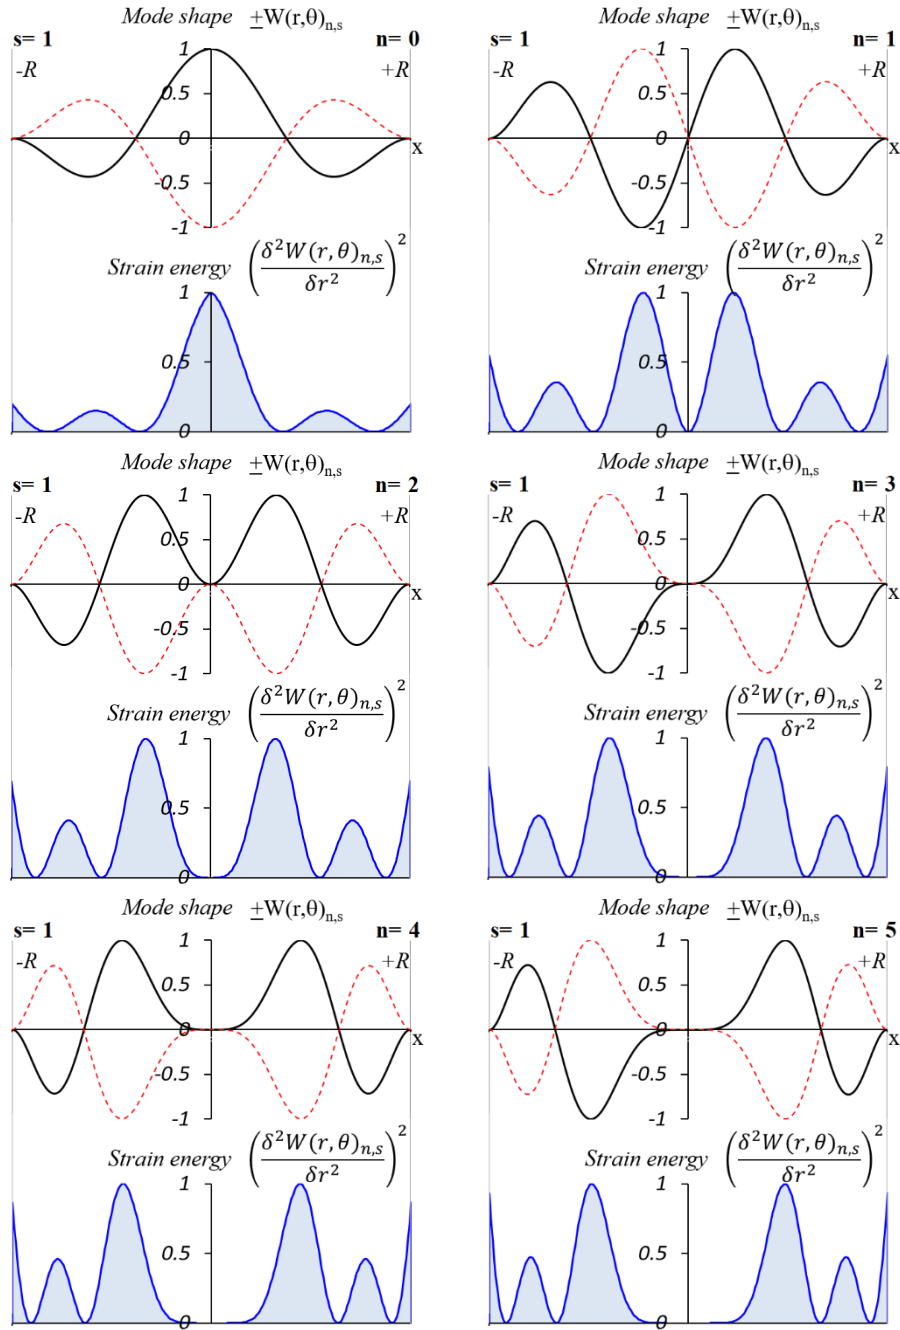 Mode shape ±W(r,θ)n,s
s= 1 n= 0
-R +R
1
0.5
0
x
-0.5
-1
Strain energy (δ²W(r,θ)n,s / δr²)²
1
0.5
0
Mode shape ±W(r,θ)n,s
s= 1 n= 1
-R +R
1
0.5
0
x
-0.5
-1
Strain energy (δ²W(r,θ)n,s / δr²)²
1
0.5
0
Mode shape ±W(r,θ)n,s
s= 1 n= 2
-R +R
1
0.5
0
x
-0.5
-1
Strain energy (δ²W(r,θ)n,s / δr²)²
1
0.5
0
Mode shape ±W(r,θ)n,s
s= 1 n= 3
-R +R
1
0.5
0
x
-0.5
-1
Strain energy (δ²W(r,θ)n,s / δr²)²
1
0.5
0
Mode shape ±W(r,θ)n,s
s= 1 n= 4
-R +R
1
0.5
0
x
-0.5
-1
Strain energy (δ²W(r,θ)n,s / δr²)²
1
0.5
0
Mode shape ±W(r,θ)n,s
s= 1 n= 5
-R +R
1
0.5
0
x
-0.5
-1
Strain energy (δ²W(r,θ)n,s / δr²)²
1
0.5
0